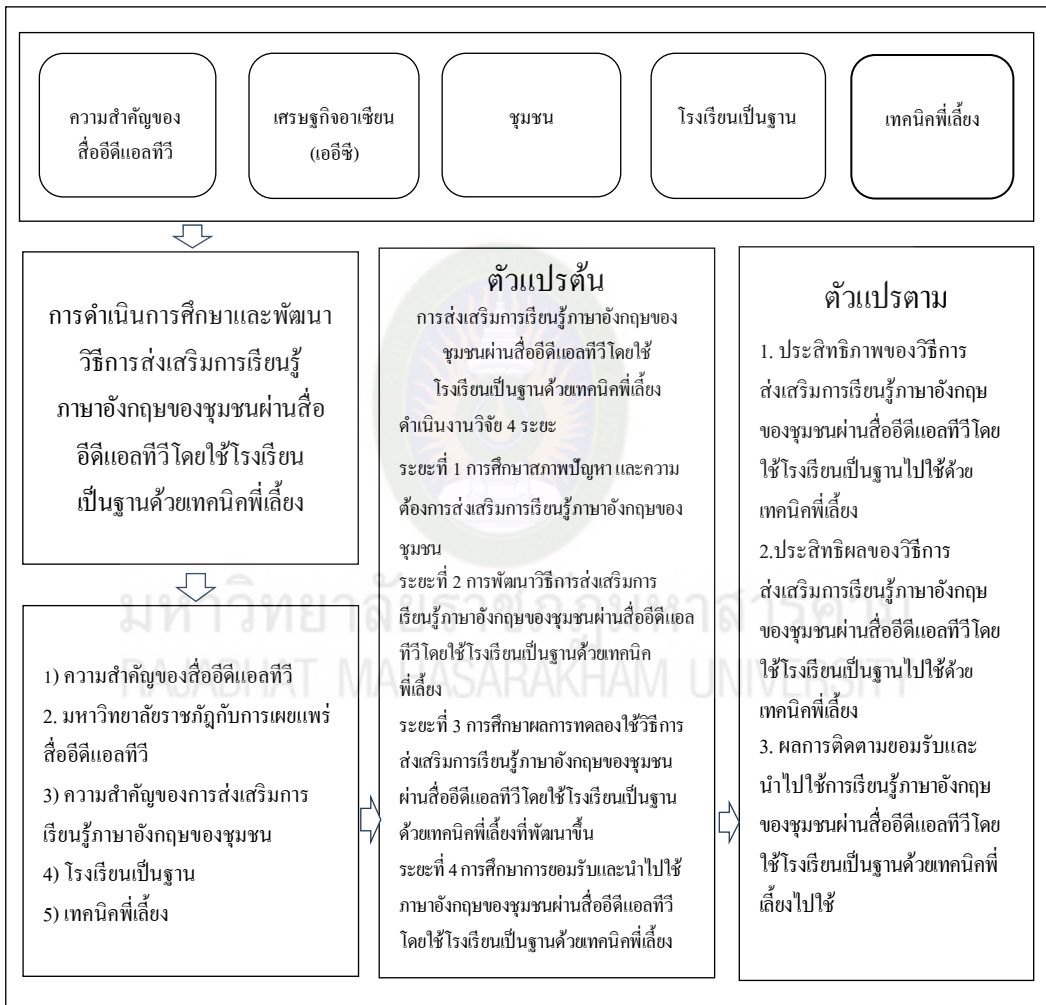 ความสำคัญของ
สื่ออีดีแอลทีวี
เศรษฐกิจอาเซียน
(เออีซี)
ชุมชน
โรงเรียนเป็นฐาน
เทคนิคพี่เลี้ยง
การดำเนินการศึกษาและพัฒนา
วิธีการส่งเสริมการเรียนรู้
ภาษาอังกฤษของชุมชนผ่านสื่อ
อีดีแอลทีวีโดยใช้โรงเรียน
เป็นฐานด้วยเทคนิคพี่เลี้ยง
1) ความสำคัญของสื่ออีดีแอลทีวี
2. มหาวิทยาลัยราชภัฎกับการเผยแพร่
สื่ออีดีแอลทีวี
3) ความสำคัญของการส่งเสริมการ
เรียนรู้ภาษาอังกฤษของชุมชน
4) โรงเรียนเป็นฐาน
5) เทคนิคพี่เลี้ยง
ตัวแปรต้น
การส่งเสริมการเรียนรู้ภาษาอังกฤษของ
ชุมชนผ่านสื่ออีดีแอลทีวีโดยใช้
โรงเรียนเป็นฐานด้วยเทคนิคพี่เลี้ยง
ดำเนินงานวิจัย 4 ระยะ
ระยะที่ 1 การศึกษาสภาพปัญหา และความ
ต้องการส่งเสริมการเรียนรู้ภาษาอังกฤษของ
ชุมชน
ระยะที่ 2 การพัฒนาวิธีการส่งเสริมการ
เรียนรู้ภาษาอังกฤษของชุมชนผ่านสื่ออีดีแอล
ทีวีโดยใช้โรงเรียนเป็นฐานด้วยเทคนิค
พี่เลี้ยง
ระยะที่ 3 การศึกษาผลการทดลองใช้วิธีการ
ส่งเสริมการเรียนรู้ภาษาอังกฤษของชุมชน
ผ่านสื่ออีดีแอลทีวีโดยใช้โรงเรียนเป็นฐาน
ด้วยเทคนิคพี่เลี้ยงที่พัฒนาขึ้น
ระยะที่ 4 การศึกษาการยอมรับและนำไปใช้
ภาษาอังกฤษของชุมชนผ่านสื่ออีดีแอลทีวี
โดยใช้โรงเรียนเป็นฐานด้วยเทคนิคพี่เลี้ยง
ตัวแปรตาม
1. ประสิทธิภาพของวิธีการ
ส่งเสริมการเรียนรู้ภาษาอังกฤษ
ของชุมชนผ่านสื่ออีดีแอลทีวีโดย
ใช้โรงเรียนเป็นฐานไปใช้ด้วย
เทคนิคพี่เลี้ยง
2.ประสิทธิผลของวิธีการ
ส่งเสริมการเรียนรู้ภาษาอังกฤษ
ของชุมชนผ่านสื่ออีดีแอลทีวีโดย
ใช้โรงเรียนเป็นฐานไปใช้ด้วย
เทคนิคพี่เลี้ยง
3. ผลการติดตามยอมรับและ
นำไปใช้การเรียนรู้ภาษาอังกฤษ
ของชุมชนผ่านสื่ออีดีแอลทีวีโดย
ใช้โรงเรียนเป็นฐานด้วยเทคนิคพี่
เลี้ยงไปใช้
มหาวิทยาลัยราชภัฏมหาสารคาม
RAJABHAT MAHASARAKHAM UNIVERSITY